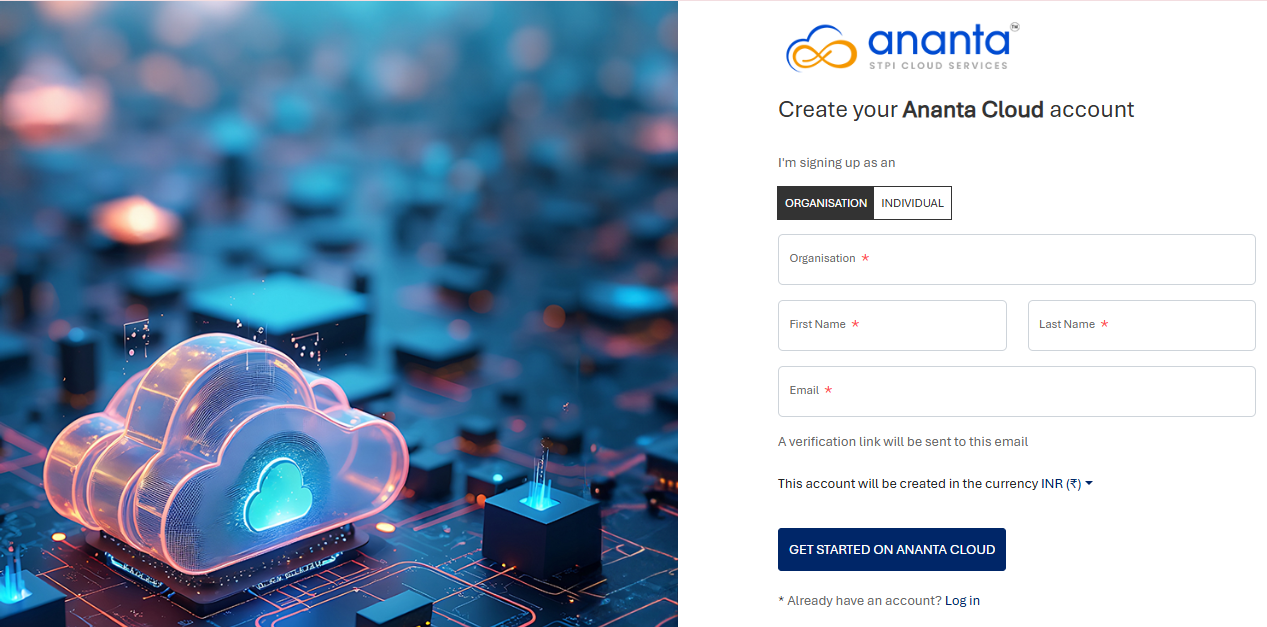 ananta™
STPI CLOUD SERVICES
Create your Ananta Cloud account
I'm signing up as an
ORGANISATION INDIVIDUAL
Organisation *
First Name * Last Name *
Email *
A verification link will be sent to this email
This account will be created in the currency INR (₹)
GET STARTED ON ANANTA CLOUD
* Already have an account? Log in